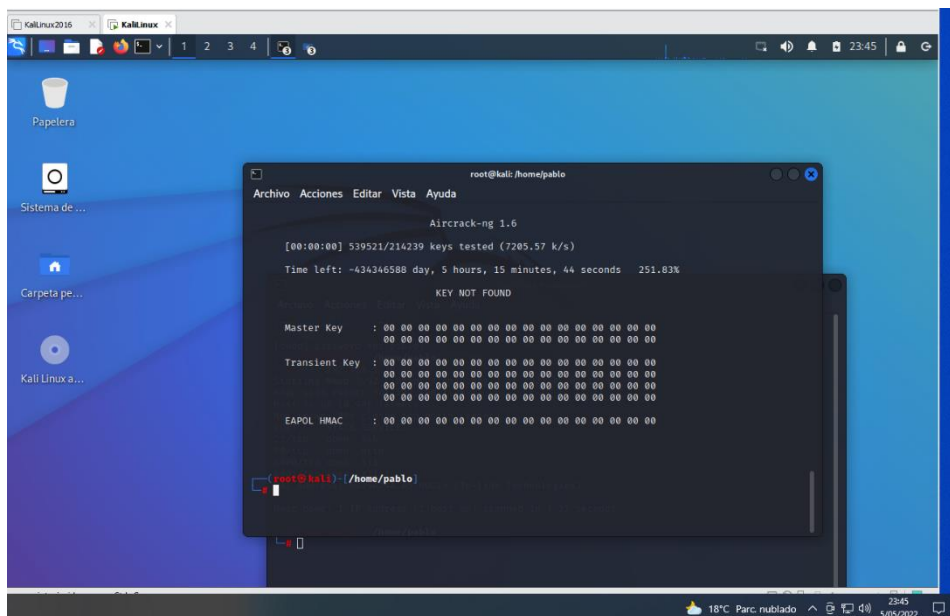 KaliLinux2016
KaliLinux
1 2 3 4
23:45
Papelera
Sistema de ...
Carpeta pe...
Kali Linux a...
root@kali: /home/pablo
Archivo Acciones Editar Vista Ayuda
Aircrack-ng 1.6
[00:00:00] 539521/214239 keys tested (7205.57 k/s)
Time left: -434346588 day, 5 hours, 15 minutes, 44 seconds 251.83%
KEY NOT FOUND
Master Key : 00 00 00 00 00 00 00 00 00 00 00 00 00 00 00 00
00 00 00 00 00 00 00 00 00 00 00 00 00 00 00 00
Transient Key : 00 00 00 00 00 00 00 00 00 00 00 00 00 00 00 00
00 00 00 00 00 00 00 00 00 00 00 00 00 00 00 00
00 00 00 00 00 00 00 00 00 00 00 00 00 00 00 00
00 00 00 00 00 00 00 00 00 00 00 00 00 00 00 00
EAPOL HMAC : 00 00 00 00 00 00 00 00 00 00 00 00 00 00 00 00
(root㉿kali)-[/home/pablo]
#
#
18°C Parc. nublado
23:45
5/05/2022